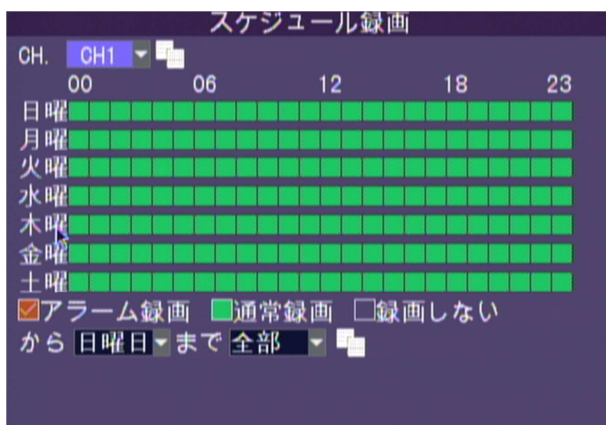 スケジュール録画
CH. CH1
00 06 12 18 23
日曜
月曜
火曜
水曜
木曜
金曜
土曜
アラーム録画 通常録画 録画しない
から 日曜日 まで 全部